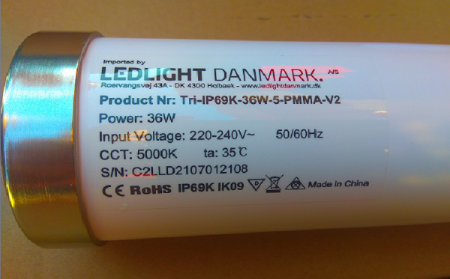 Imported by
LEDLIGHT DANMARK. A/S
Roervangsvej 43A - DK 4300 Holbaek - www.ledlightdanmark.dk
Product Nr: Tri-IP69K-36W-5-PMMA-V2
Power: 36W
Input Voltage: 220-240V~ 50/60Hz
CCT: 5000K ta: 35℃
S/N: C2LLD2107012108
CE RoHS IP69K IK09 Made in China